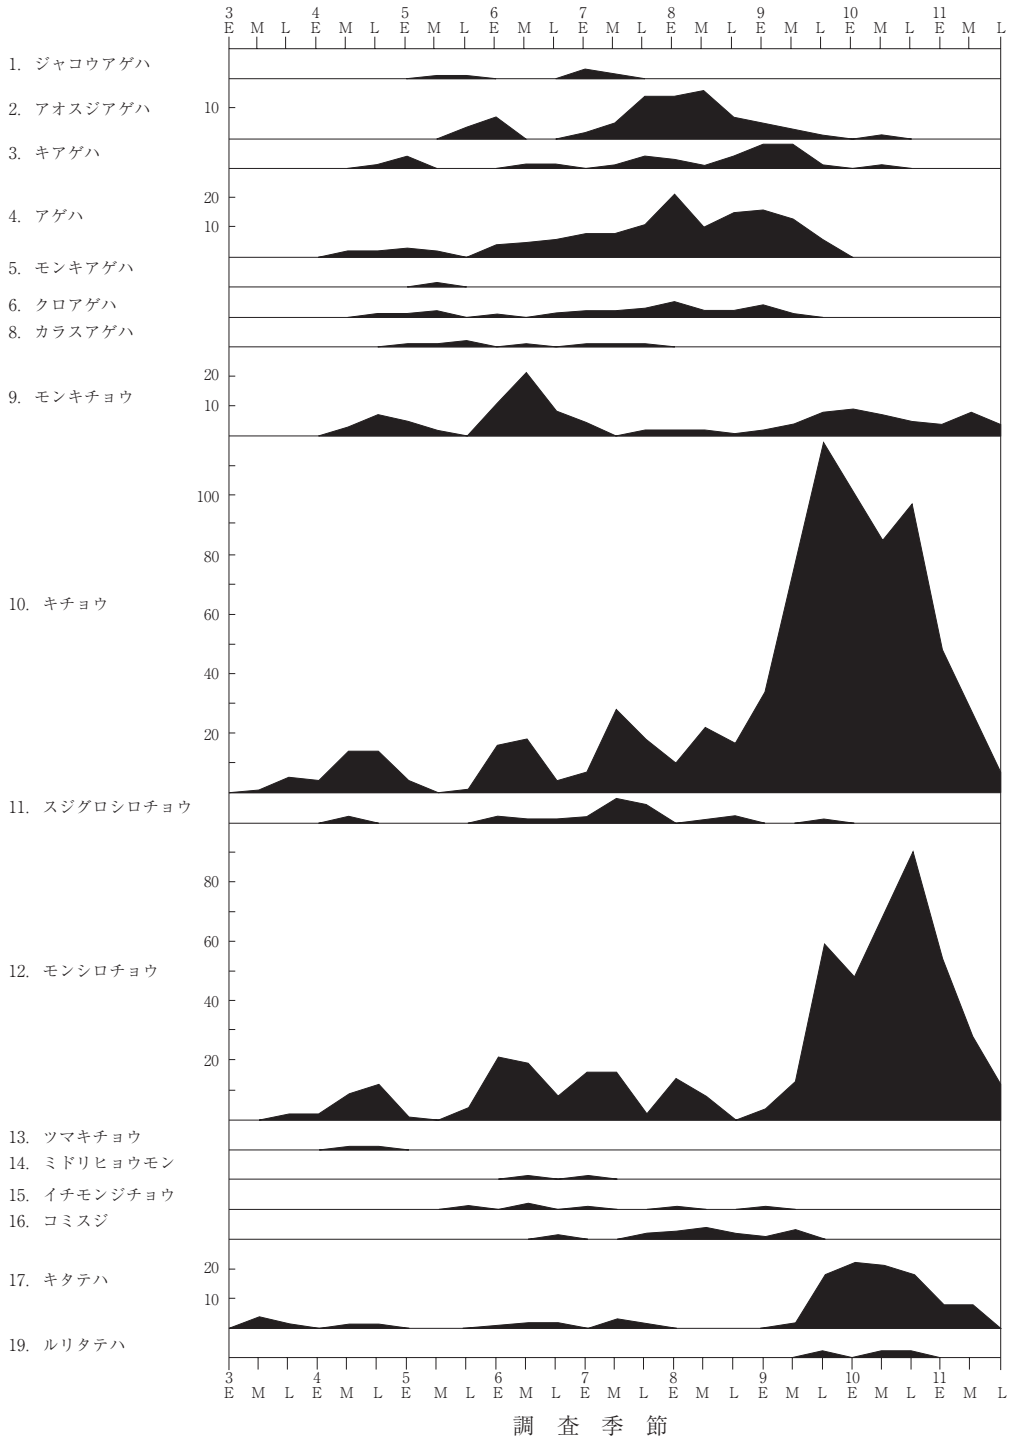 3 4 5 6 7 8 9 10 11
E M L E M L E M L E M L E M L E M L E M L E M L E M L
1. ジャコウアゲハ
2. アオスジアゲハ 10
3. キアゲハ
20
4. アゲハ
10
5. モンキアゲハ
6. クロアゲハ
8. カラスアゲハ
20
9. モンキチョウ
10
100
80
10. キチョウ
60
40
20
11. スジグロシロチョウ
80
60
12. モンシロチョウ
40
20
13. ツマキチョウ
14. ミドリヒョウモン
15. イチモンジチョウ
16. コミスジ
20
17. キタテハ
10
19. ルリタテハ
3 4 5 6 7 8 9 10 11
E M L E M L E M L E M L E M L E M L E M L E M L E M L
調査季節